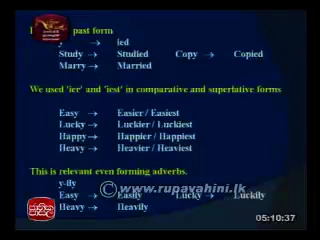 past form
y → ied
Study → Studied Copy → Copied
Marry → Married
We used 'ier' and 'iest' in comparative and superlative forms
Easy → Easier / Easiest
Lucky → Luckier / Luckiest
Happy → Happier / Happiest
Heavy → Heavier / Heaviest
This is relevant even forming adverbs.
y-ily
Easy → Easily Lucky → Luckily
Heavy → Heavily
©www.rupavahini.lk
05:10:37